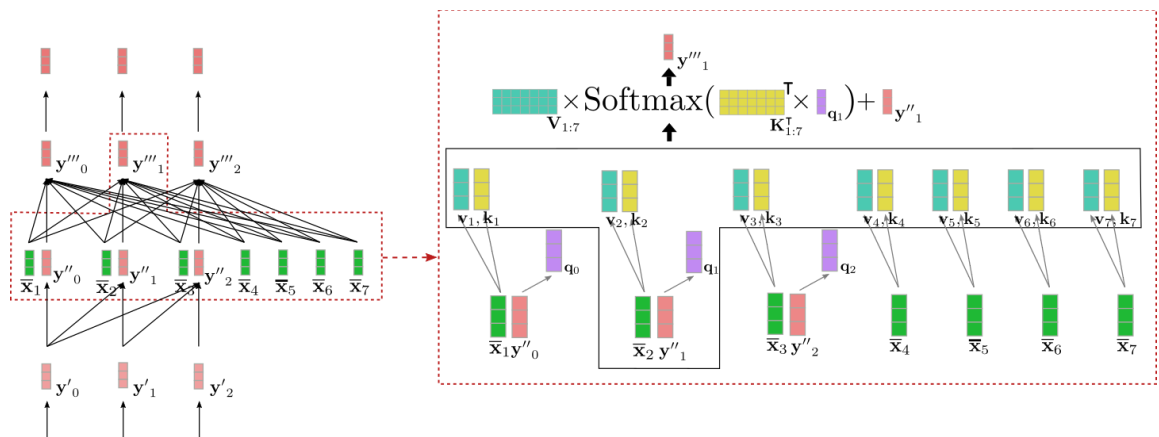 y'''₁
V₁:₇ × Softmax( K₁:₇ᵀ ᵀ × q₁ ) + y''₁
y'''₀ y'''₁ y'''₂
v₁, k₁ v₂, k₂ v₃, k₃ v₄, k₄ v₅, k₅ v₆, k₆ v₇, k₇
q₀ q₁ q₂
x̅₁ y''₀ x̅₂ y''₁ x̅₃ y''₂ x̅₄ x̅₅ x̅₆ x̅₇
x̅₁ y''₀ x̅₂ y''₁ x̅₃ y''₂ x̅₄ x̅₅ x̅₆ x̅₇
y'₀ y'₁ y'₂